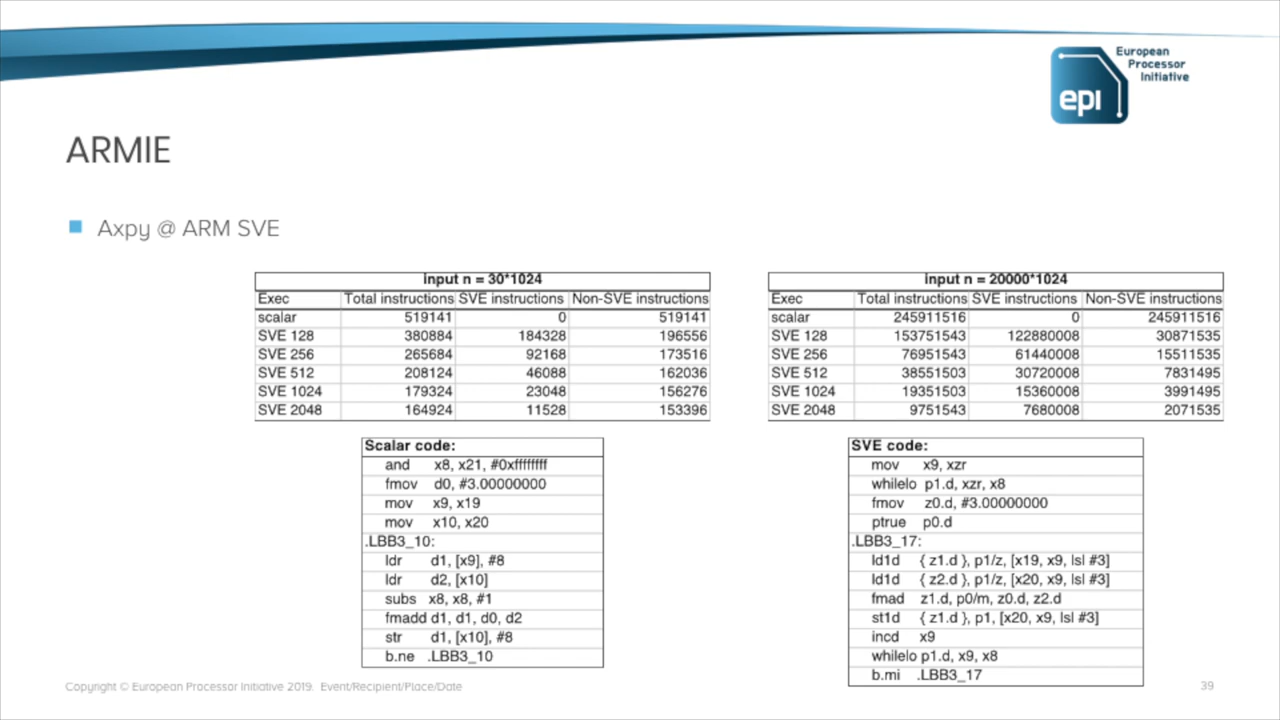 European
Processor
Initiative
epi
ARMIE
Axpy @ ARM SVE
input n = 30*1024
Exec Total instructions SVE instructions Non-SVE instructions
scalar 519141 0 519141
SVE 128 380884 184328 196556
SVE 256 265684 92168 173516
SVE 512 208124 46088 162036
SVE 1024 179324 23048 156276
SVE 2048 164924 11528 153396
input n = 20000*1024
Exec Total instructions SVE instructions Non-SVE instructions
scalar 245911516 0 245911516
SVE 128 153751543 122880008 30871535
SVE 256 76951543 61440008 15511535
SVE 512 38551503 30720008 7831495
SVE 1024 19351503 15360008 3991495
SVE 2048 9751543 7680008 2071535
Scalar code:
and x8, x21, #0xffffffff
fmov d0, #3.00000000
mov x9, x19
mov x10, x20
.LBB3_10:
ldr d1, [x9], #8
ldr d2, [x10]
subs x8, x8, #1
fmadd d1, d1, d0, d2
str d1, [x10], #8
b.ne .LBB3_10
SVE code:
mov x9, xzr
whilelo p1.d, xzr, x8
fmov z0.d, #3.00000000
ptrue p0.d
.LBB3_17:
ld1d { z1.d }, p1/z, [x19, x9, lsl #3]
ld1d { z2.d }, p1/z, [x20, x9, lsl #3]
fmad z1.d, p0/m, z0.d, z2.d
st1d { z1.d }, p1, [x20, x9, lsl #3]
incd x9
whilelo p1.d, x9, x8
b.mi .LBB3_17
Copyright © European Processor Initiative 2019. Event/Recipient/Place/Date
39